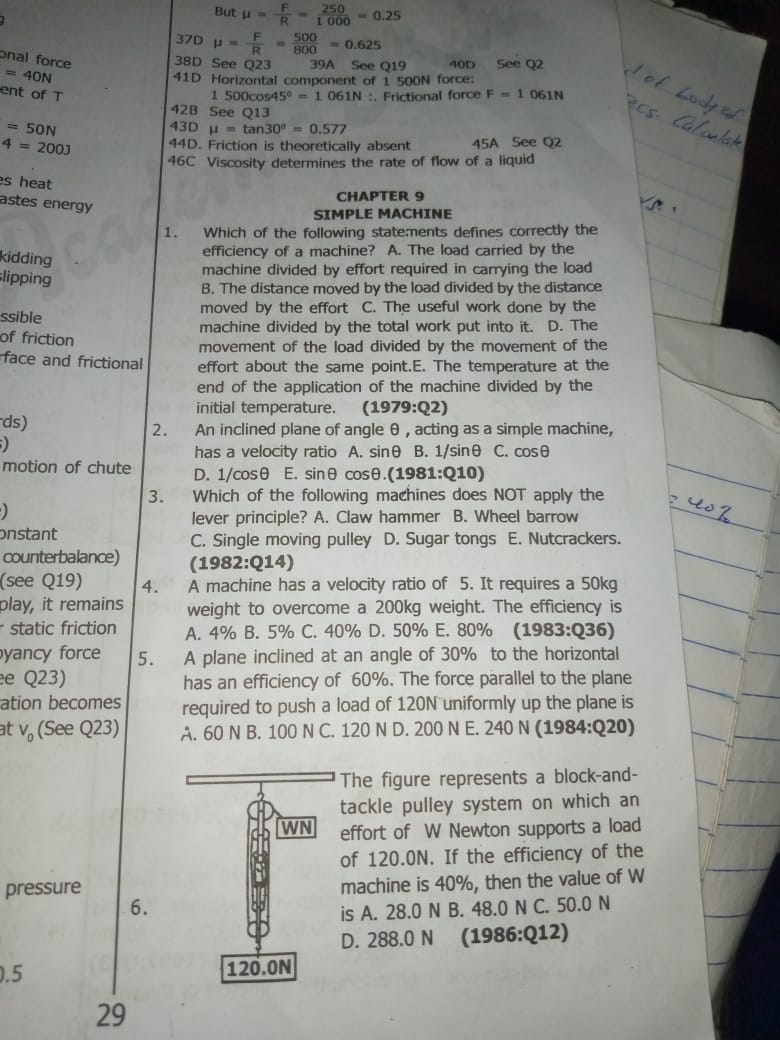 onal force
= 40N
ent of T
= 50N
4 = 200J
es heat
astes energy
kidding
slipping
ssible
of friction
rface and frictional
rds)
motion of chute
onstant
counterbalance)
(see Q19)
play, it remains
static friction
oyancy force
ee Q23)
ation becomes
at v₀ (See Q23)
pressure
0.5
29
But μ = F/R = 250/1 000 = 0.25
37D μ = F/R = 500/800 = 0.625
38D See Q23 39A See Q19 40D See Q2
41D Horizontal component of 1 500N force:
1 500cos45° = 1 061N ∴ Frictional force F = 1 061N
42B See Q13
43D μ = tan30° = 0.577
44D. Friction is theoretically absent 45A See Q2
46C Viscosity determines the rate of flow of a liquid
CHAPTER 9
SIMPLE MACHINE
1. Which of the following statements defines correctly the
efficiency of a machine? A. The load carried by the
machine divided by effort required in carrying the load
B. The distance moved by the load divided by the distance
moved by the effort C. The useful work done by the
machine divided by the total work put into it. D. The
movement of the load divided by the movement of the
effort about the same point.E. The temperature at the
end of the application of the machine divided by the
initial temperature. (1979:Q2)
2. An inclined plane of angle θ , acting as a simple machine,
has a velocity ratio A. sinθ B. 1/sinθ C. cosθ
D. 1/cosθ E. sinθ cosθ.(1981:Q10)
3. Which of the following machines does NOT apply the
lever principle? A. Claw hammer B. Wheel barrow
C. Single moving pulley D. Sugar tongs E. Nutcrackers.
(1982:Q14)
4. A machine has a velocity ratio of 5. It requires a 50kg
weight to overcome a 200kg weight. The efficiency is
A. 4% B. 5% C. 40% D. 50% E. 80% (1983:Q36)
5. A plane inclined at an angle of 30% to the horizontal
has an efficiency of 60%. The force parallel to the plane
required to push a load of 120N uniformly up the plane is
A. 60 N B. 100 N C. 120 N D. 200 N E. 240 N (1984:Q20)
6. The figure represents a block-and-
tackle pulley system on which an
effort of W Newton supports a load
of 120.0N. If the efficiency of the
machine is 40%, then the value of W
is A. 28.0 N B. 48.0 N C. 50.0 N
D. 288.0 N (1986:Q12)
WN
120.0N
of body of
Calculate
= 40%